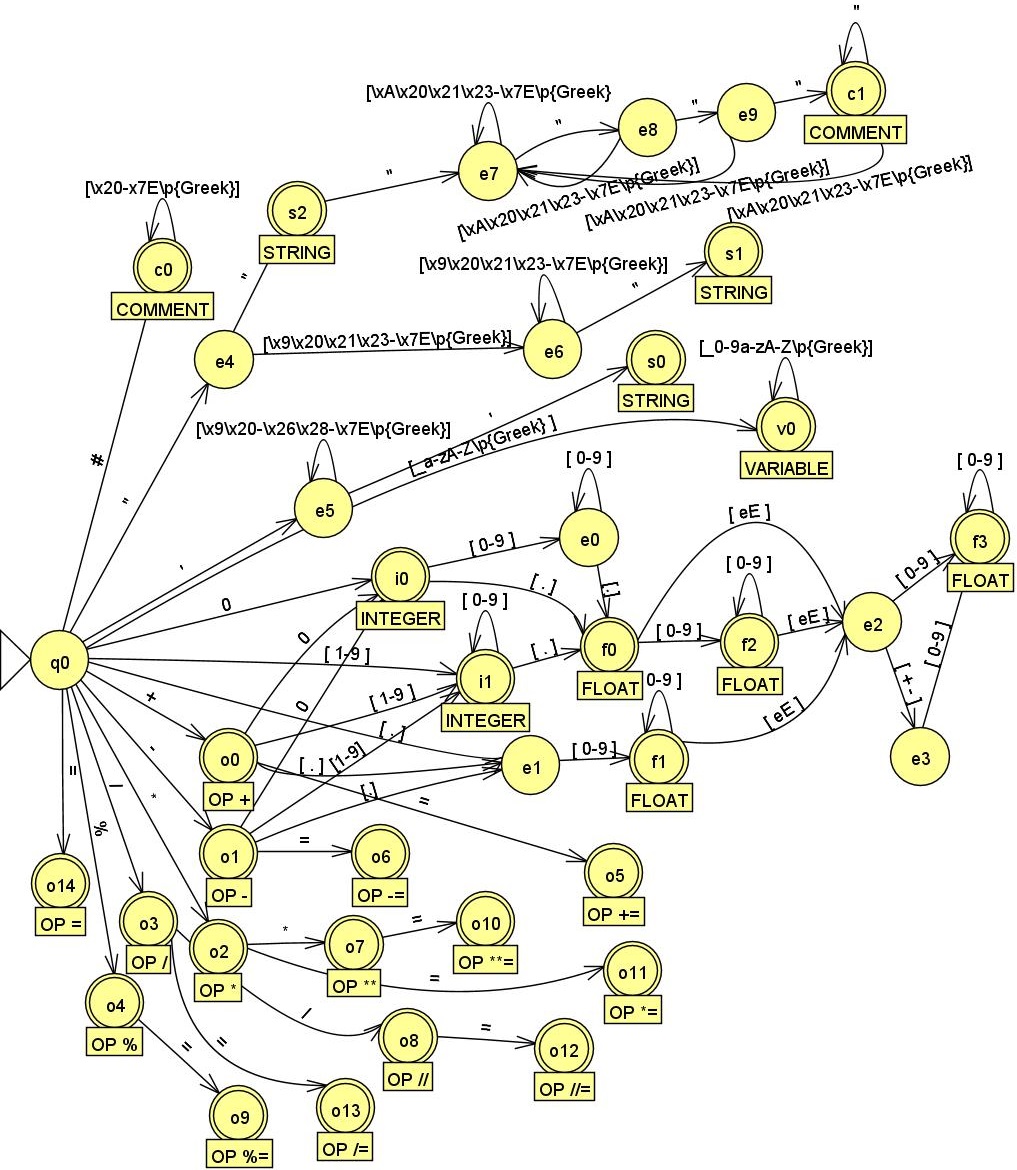 "
[\xA\x20\x21\x23-\x7E\p{Greek}
"
c1
COMMENT
"
e9
"
e8
"
e7
[\xA\x20\x21\x23-\x7E\p{Greek}]
[\xA\x20\x21\x23-\x7E\p{Greek}]
[\xA\x20\x21\x23-\x7E\p{Greek}]
[\x20-x7E\p{Greek}]
"
s2
STRING
c0
COMMENT
"
[\x9\x20\x21\x23-\x7E\p{Greek}]
"
s1
STRING
e4
[\x9\x20\x21\x23-\x7E\p{Greek}]
e6
s0
STRING
[_0-9a-zA-Z\p{Greek}]
v0
VARIABLE
[\x9\x20-\x26\x28-\x7E\p{Greek}]
'
[_a-zA-Z\p{Greek} ]
#
"
e5
[ 0-9 ]
[ 0-9 ]
e0
[ eE ]
f3
FLOAT
'
[ 0-9 ]
i0
INTEGER
[ . ]
[.]
[ 0-9 ]
[ 0-9 ]
[ 0-9 ]
0
0
q0
[ 1-9 ]
i1
INTEGER
[ . ]
f0
FLOAT
[ 0-9 ]
f2
FLOAT
[ eE ]
e2
[ 0-9 ]
[ + - ]
+
[ 1-9 ]
0
[ . ]
0-9 ]
[ eE ]
-
o0
OP +
[ . ]
[1-9]
e1
[ 0-9 ]
f1
FLOAT
e3
=
/
*
[.]
=
%
o1
OP -
=
o6
OP -=
o5
OP +=
o14
OP =
o3
OP /
o2
OP *
*
o7
OP **
=
o10
OP **=
=
o11
OP *=
o4
OP %
/
o8
OP //
=
o12
OP //=
=
=
o9
OP %=
o13
OP /=